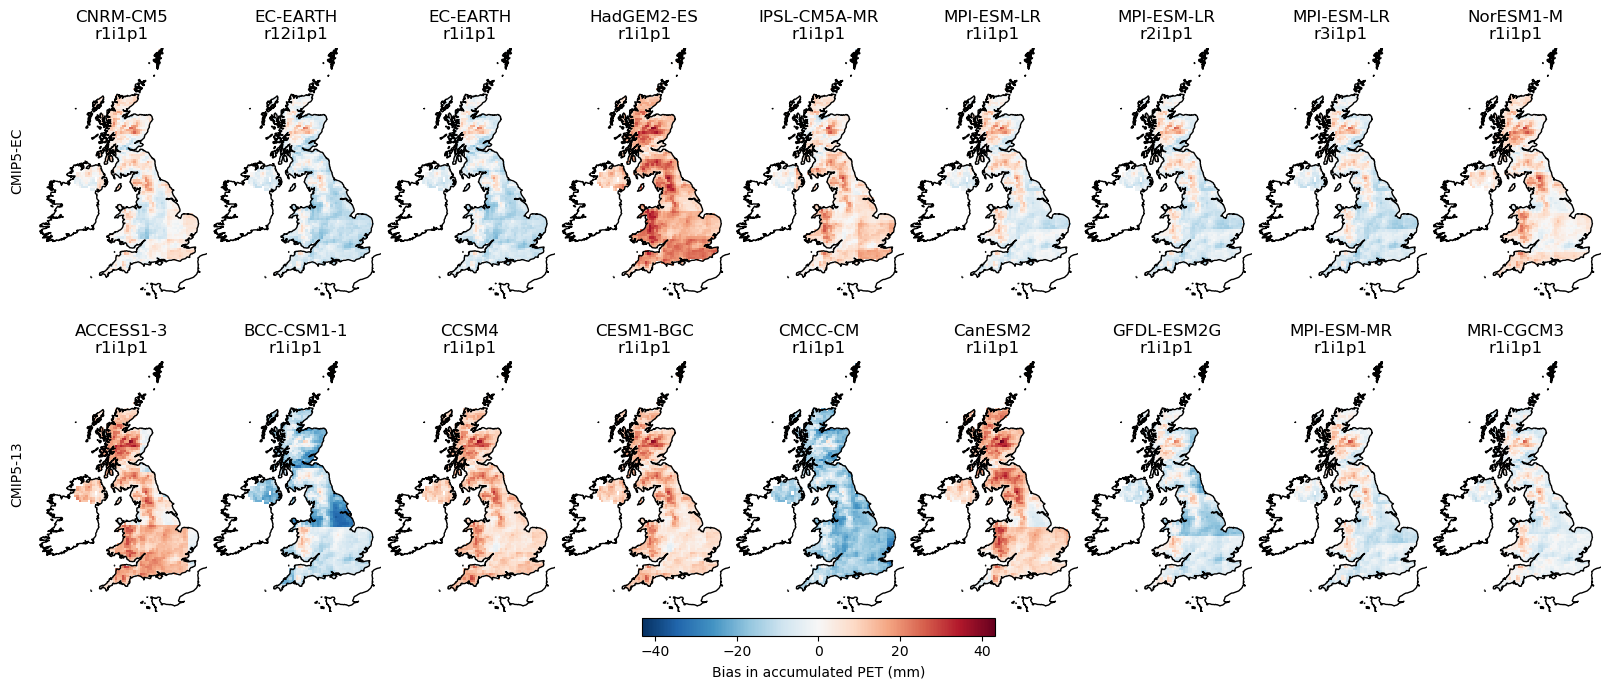 CNRM-CM5 EC-EARTH EC-EARTH HadGEM2-ES IPSL-CM5A-MR MPI-ESM-LR MPI-ESM-LR MPI-ESM-LR NorESM1-M
r1i1p1 r12i1p1 r1i1p1 r1i1p1 r1i1p1 r1i1p1 r2i1p1 r3i1p1 r1i1p1
CMIP5-EC
ACCESS1-3 BCC-CSM1-1 CCSM4 CESM1-BGC CMCC-CM CanESM2 GFDL-ESM2G MPI-ESM-MR MRI-CGCM3
r1i1p1 r1i1p1 r1i1p1 r1i1p1 r1i1p1 r1i1p1 r1i1p1 r1i1p1 r1i1p1
CMIP5-13
−40 −20 0 20 40
Bias in accumulated PET (mm)